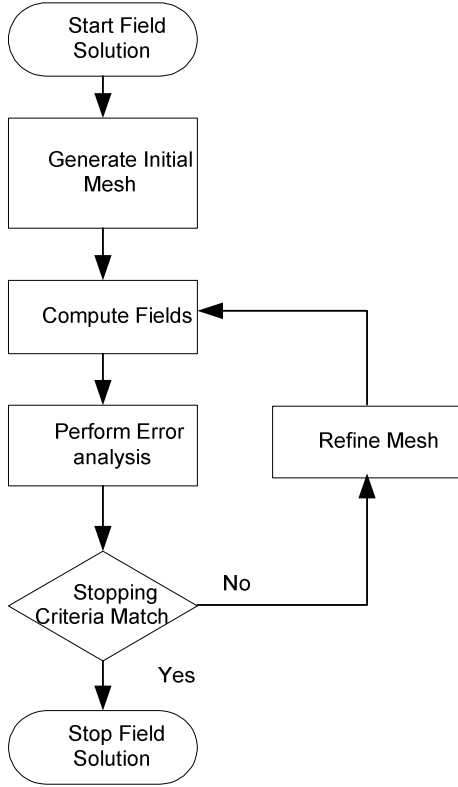 Start Field
Solution
Generate Initial
Mesh
Compute Fields
Perform Error
analysis
Refine Mesh
Stopping
Criteria Match
No
Yes
Stop Field
Solution